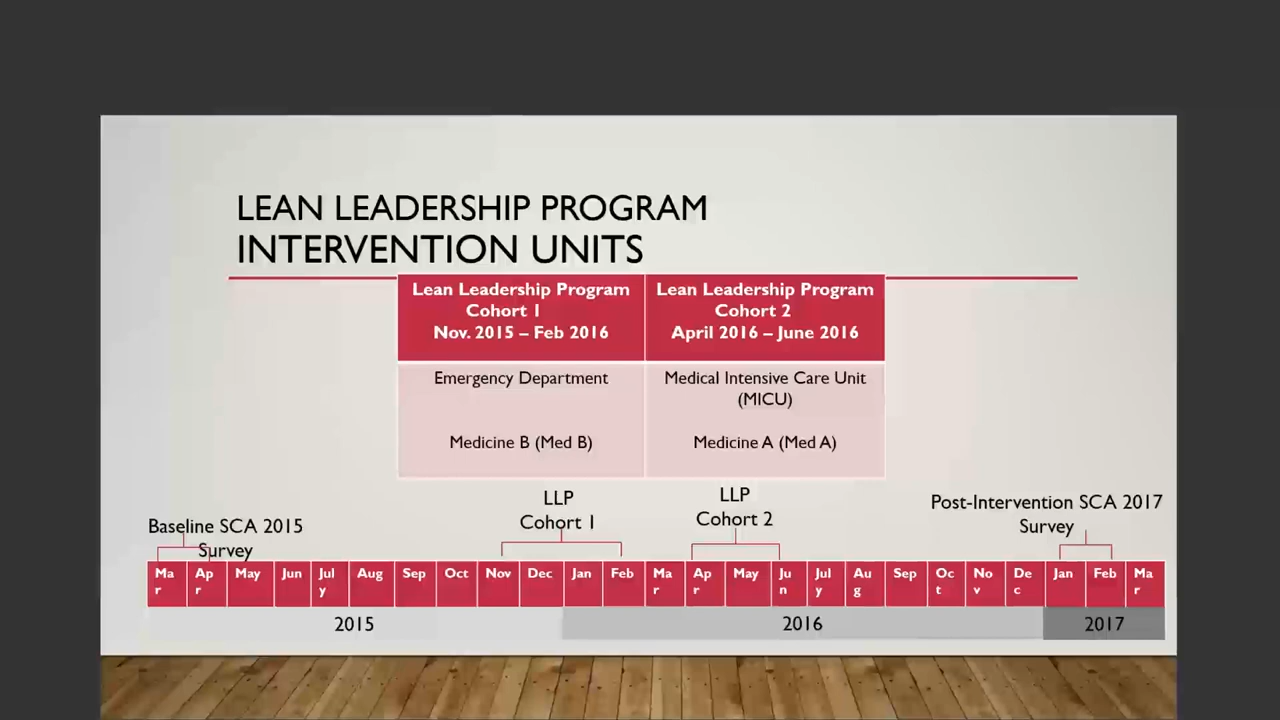 LEAN LEADERSHIP PROGRAM
INTERVENTION UNITS
Lean Leadership Program
Cohort 1
Nov. 2015 – Feb 2016
Lean Leadership Program
Cohort 2
April 2016 – June 2016
Emergency Department
Medicine B (Med B)
Medical Intensive Care Unit
(MICU)
Medicine A (Med A)
Baseline SCA 2015
Survey
LLP
Cohort 1
LLP
Cohort 2
Post-Intervention SCA 2017
Survey
Ma
r
Ap
r
May
Jun
Jul
y
Aug
Sep
Oct
Nov
Dec
Jan
Feb
Ma
r
Ap
r
May
Ju
n
Jul
y
Au
g
Sep
Oc
t
No
v
De
c
Jan
Feb
Ma
r
2015
2016
2017